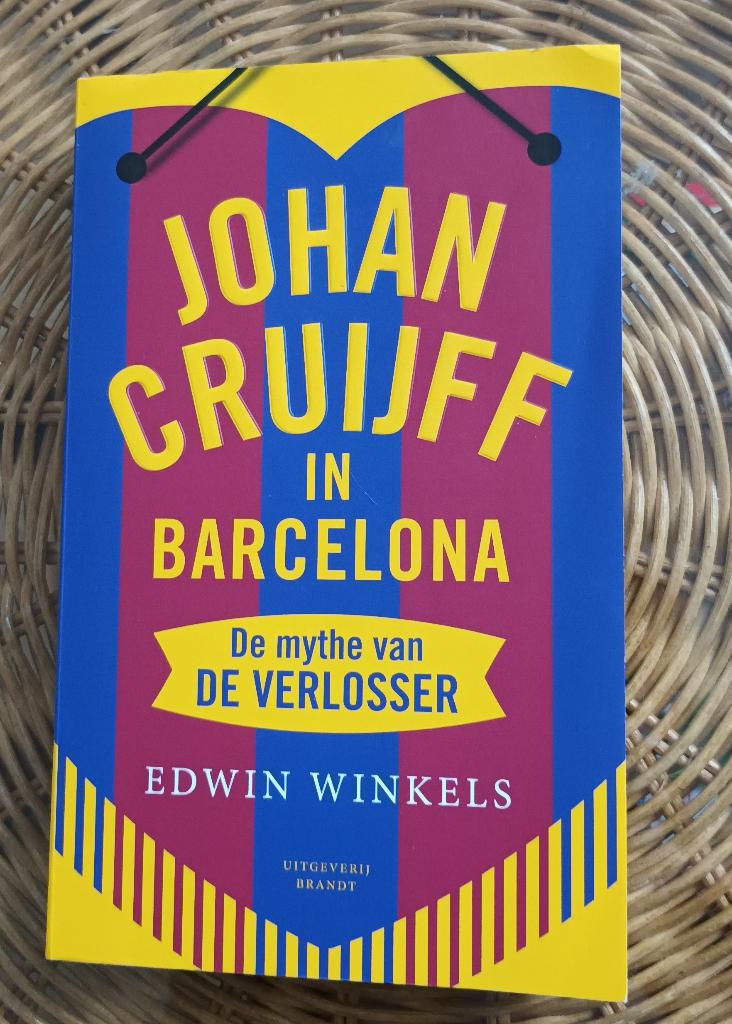 JOHAN
CRUIJFF
IN
BARCELONA
De mythe van
DE VERLOSSER
EDWIN WINKELS
UITGEVERIJ
BRANDT